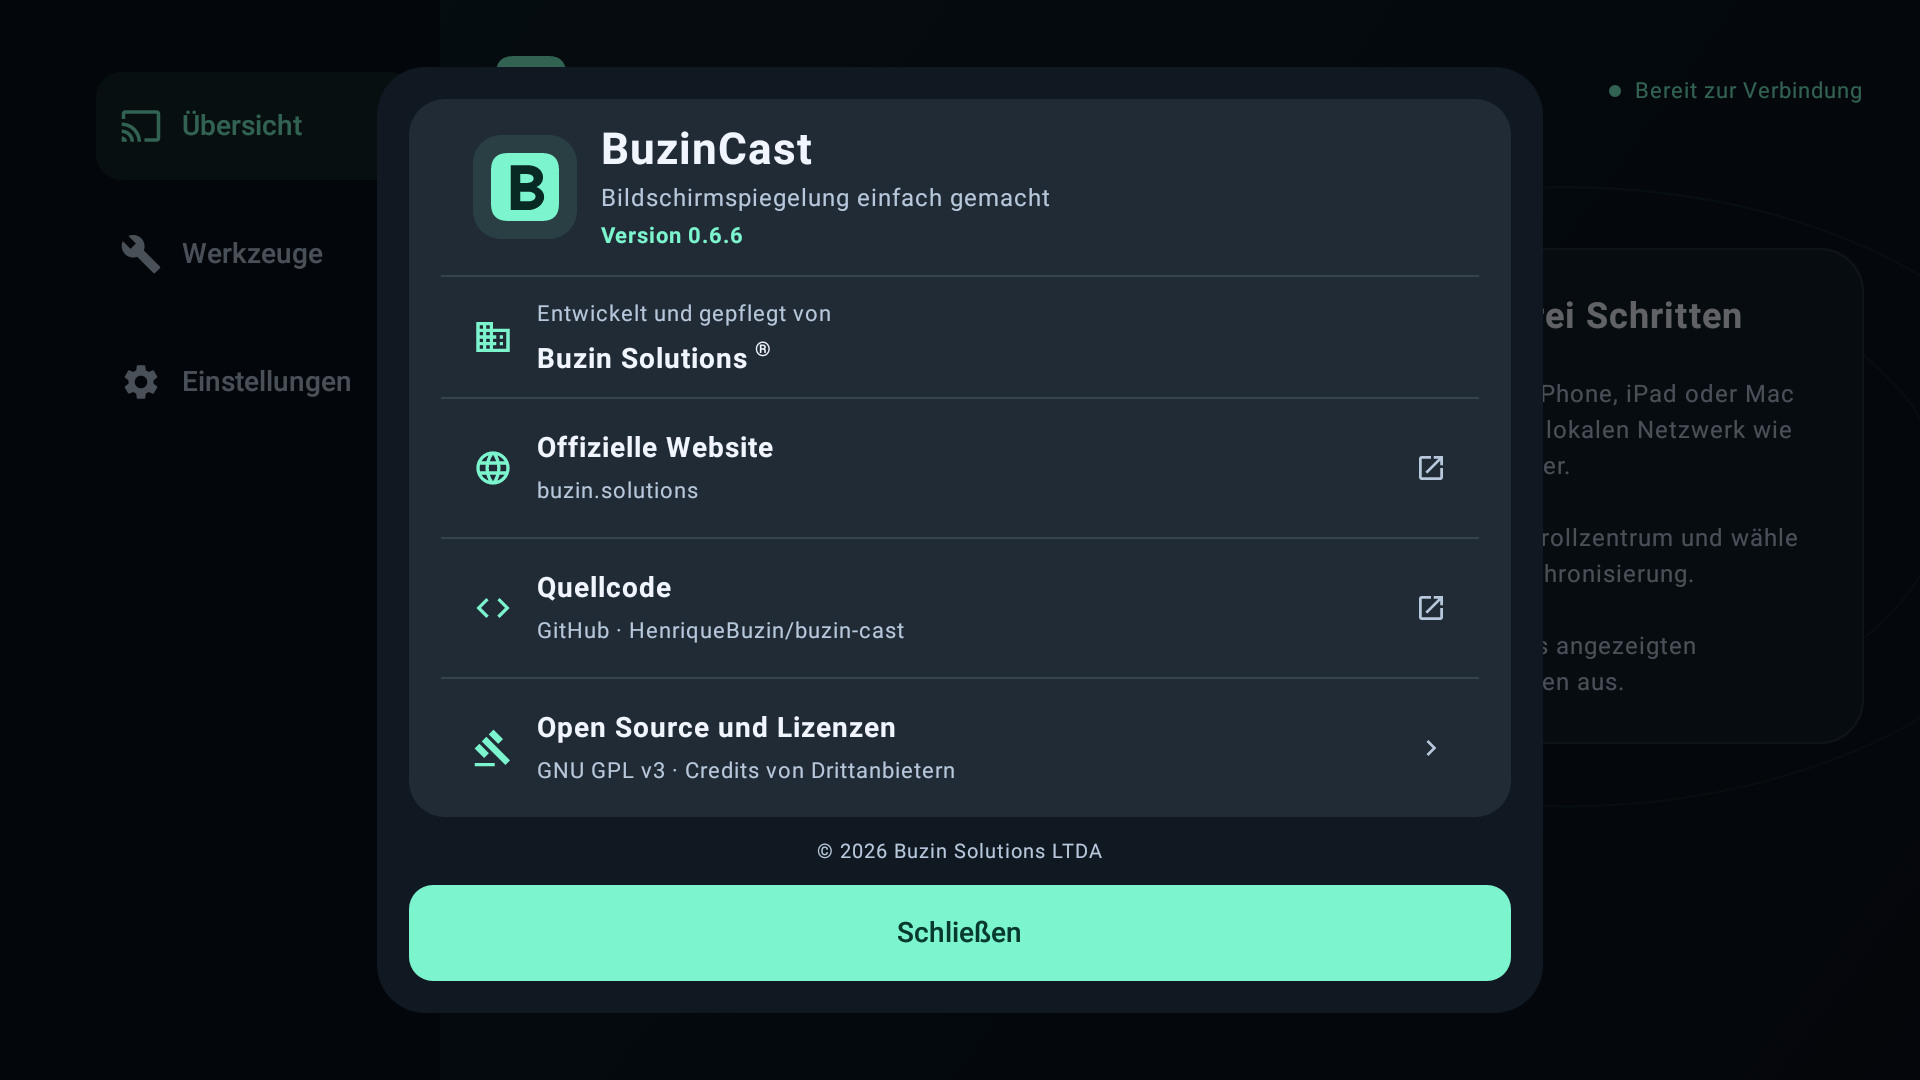 Übersicht
Werkzeuge
Einstellungen
Bereit zur Verbindung
B
BuzinCast
Bildschirmspiegelung einfach gemacht
Version 0.6.6
Entwickelt und gepflegt von
Buzin Solutions ®
Offizielle Website
buzin.solutions
Quellcode
GitHub · HenriqueBuzin/buzin-cast
Open Source und Lizenzen
GNU GPL v3 · Credits von Drittanbietern
© 2026 Buzin Solutions LTDA
Schließen
Schritten
Phone, iPad oder Mac
lokalen Netzwerk wie
er.
rollzentrum und wähle
hronisierung.
angezeigten
en aus.